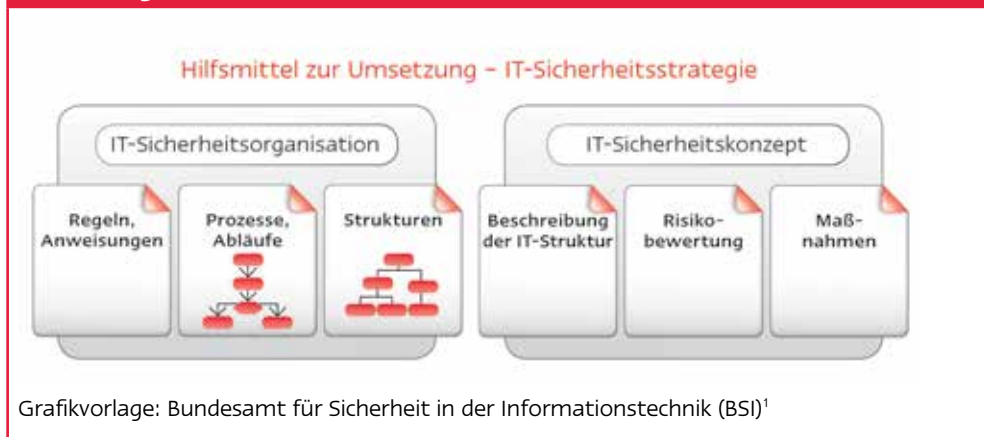 Hilfsmittel zur Umsetzung – IT-Sicherheitsstrategie
IT-Sicherheitsorganisation
Regeln,
Anweisungen
Prozesse,
Abläufe
Strukturen
IT-Sicherheitskonzept
Beschreibung
der IT-Struktur
Risiko-
bewertung
Maß-
nahmen
Grafikvorlage: Bundesamt für Sicherheit in der Informationstechnik (BSI)¹